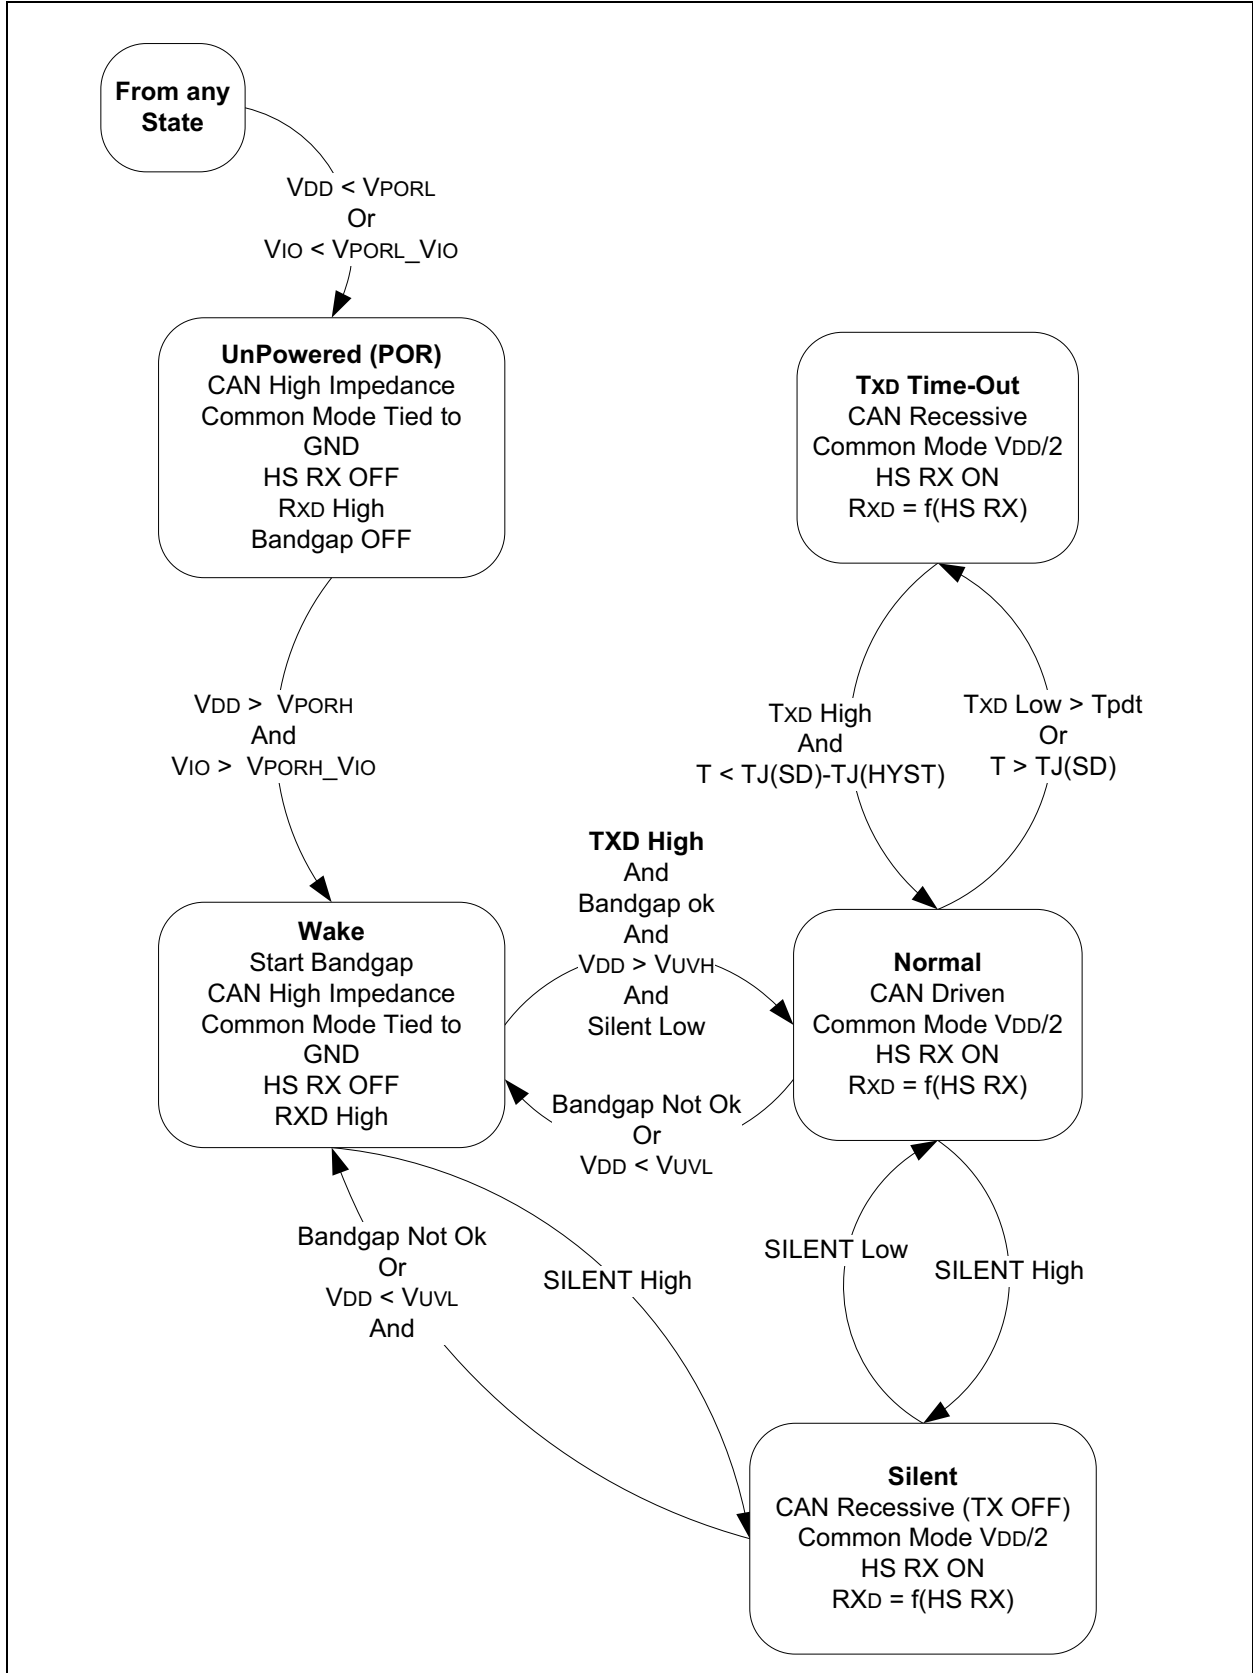 From any
State
VDD < VPORL
Or
VIO < VPORL_VIO
UnPowered (POR)
CAN High Impedance
Common Mode Tied to
GND
HS RX OFF
RXD High
Bandgap OFF
TXD Time-Out
CAN Recessive
Common Mode VDD/2
HS RX ON
RXD = f(HS RX)
VDD > VPORH
And
VIO > VPORH_VIO
TXD High
And
T < TJ(SD)-TJ(HYST)
TXD Low > Tpdt
Or
T > TJ(SD)
TXD High
And
Bandgap ok
And
VDD > VUVH
And
Silent Low
Wake
Start Bandgap
CAN High Impedance
Common Mode Tied to
GND
HS RX OFF
RXD High
Normal
CAN Driven
Common Mode VDD/2
HS RX ON
RXD = f(HS RX)
Bandgap Not Ok
Or
VDD < VUVL
Bandgap Not Ok
Or
VDD < VUVL
And
SILENT High
SILENT Low
SILENT High
Silent
CAN Recessive (TX OFF)
Common Mode VDD/2
HS RX ON
RXD = f(HS RX)